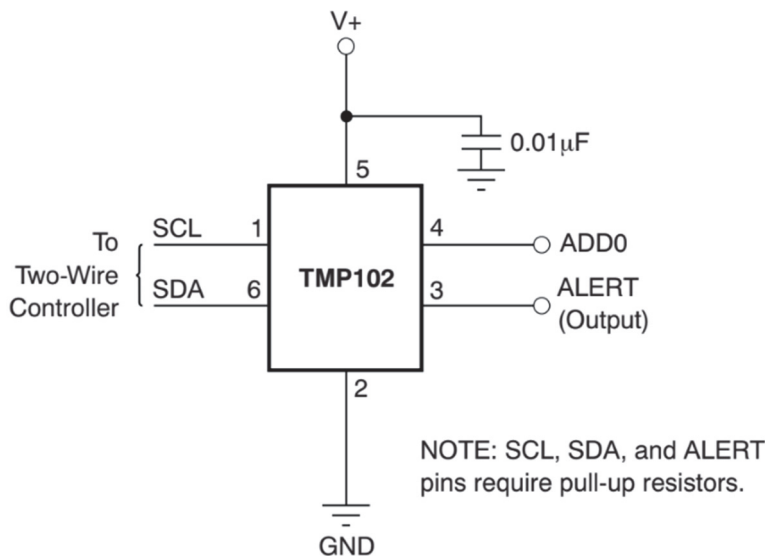 V+
0.01µF
5
To
Two-Wire
Controller
SCL
1
SDA
6
TMP102
4
ADD0
3
ALERT
(Output)
2
NOTE: SCL, SDA, and ALERT
pins require pull-up resistors.
GND